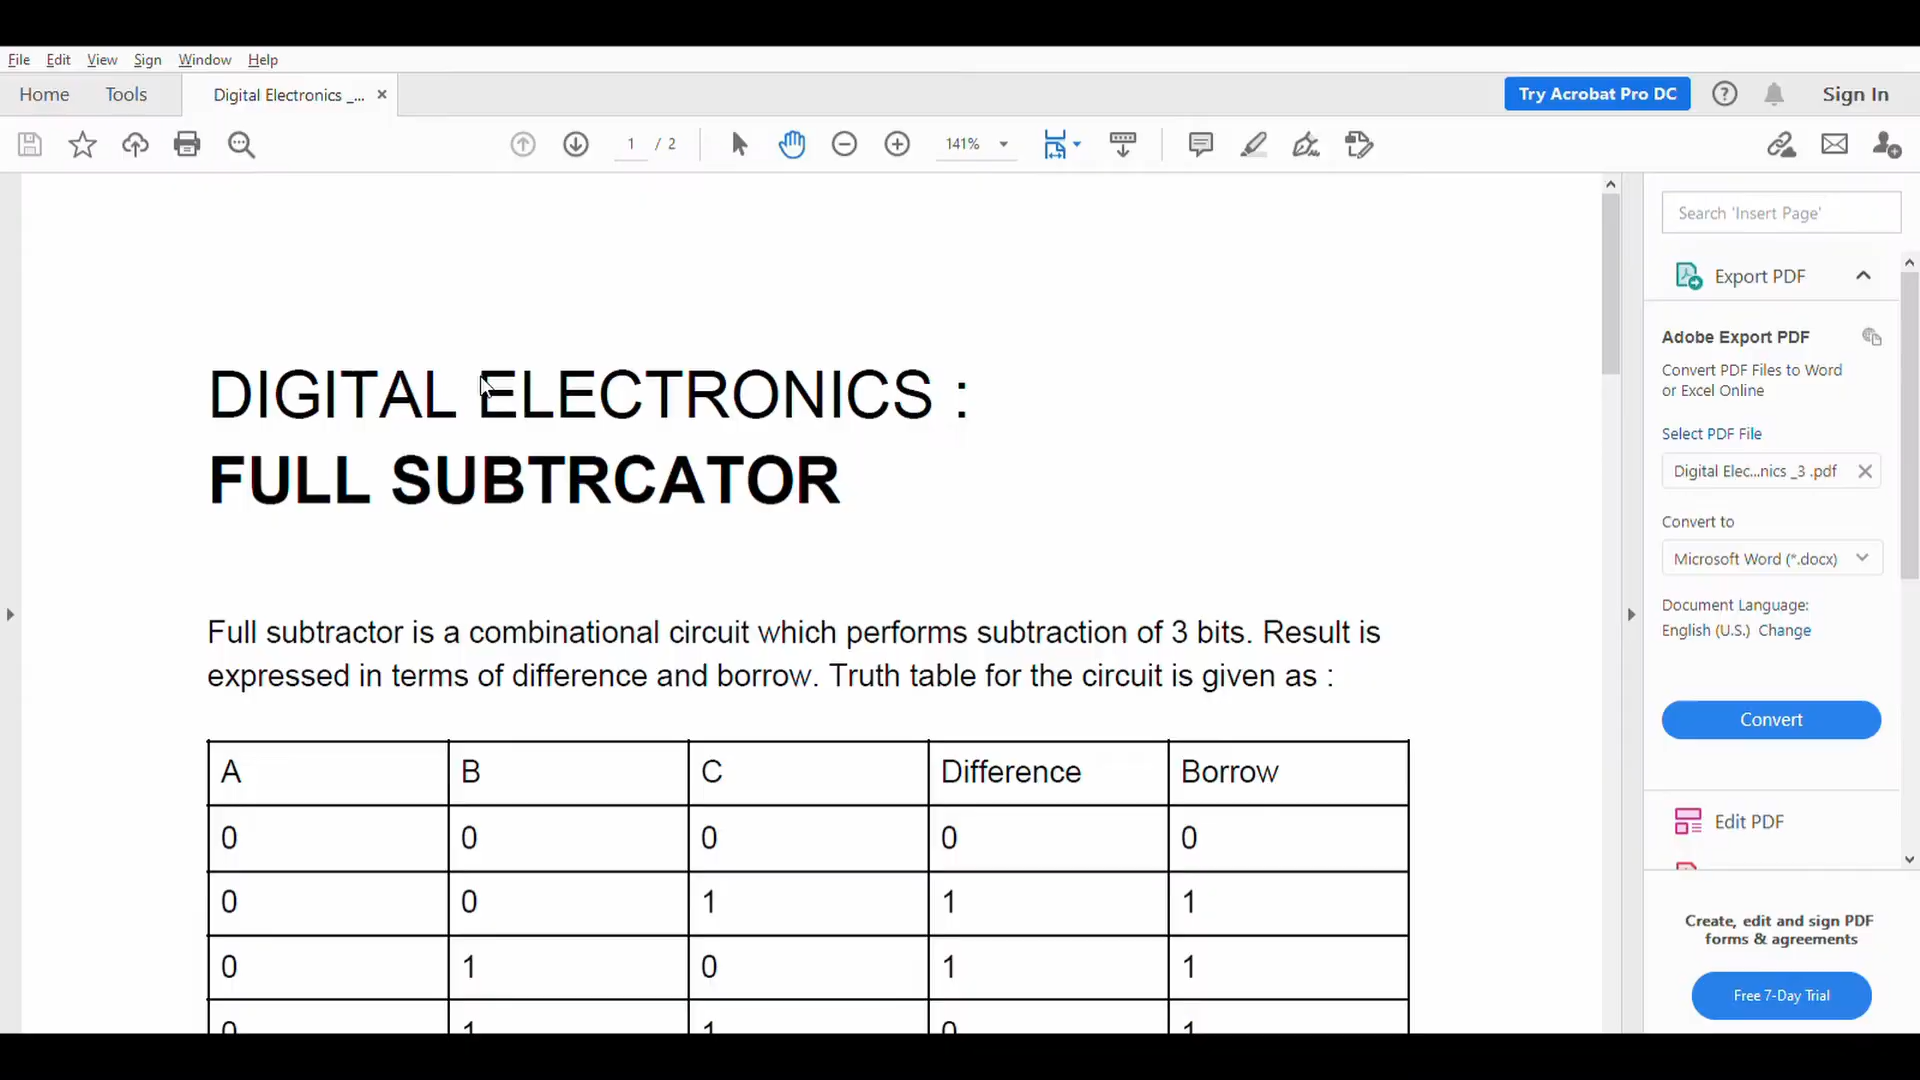 File Edit View Sign Window Help
Home Tools Digital Electronics _... × Try Acrobat Pro DC ? Sign In
1 / 2 141%
DIGITAL ELECTRONICS :
FULL SUBTRCATOR
Full subtractor is a combinational circuit which performs subtraction of 3 bits. Result is
expressed in terms of difference and borrow. Truth table for the circuit is given as :
A B C Difference Borrow
0 0 0 0 0
0 0 1 1 1
0 1 0 1 1
0 1 1 0 1
Search 'Insert Page'
Export PDF
Adobe Export PDF
Convert PDF Files to Word
or Excel Online
Select PDF File
Digital Elec...nics _3 .pdf
Convert to
Microsoft Word (*.docx)
Document Language:
English (U.S.) Change
Convert
Edit PDF
Create, edit and sign PDF
forms & agreements
Free 7-Day Trial